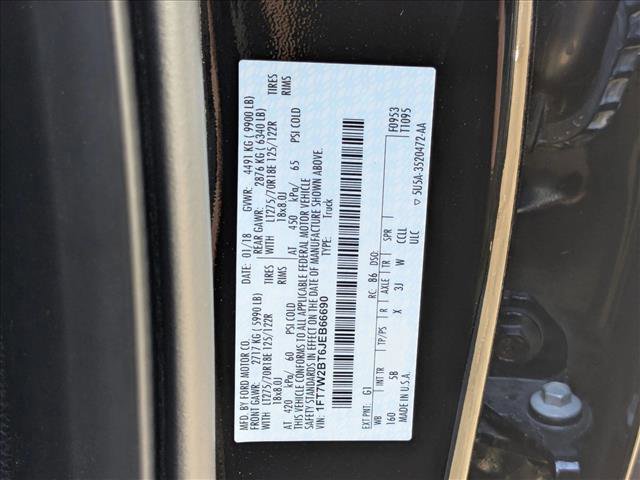 MFD. BY FORD MOTOR CO.
DATE: 01/18 GVWR: 4491 KG ( 9900 LB)
FRONT GAWR: 2717 KG ( 5990 LB) REAR GAWR: 2876 KG ( 6340 LB)
WITH LT275/70R18E 125/122R TIRES WITH LT275/70R18E 125/122R TIRES
18x8.0J RIMS 18x8.0J RIMS
AT 420 kPa/ 60 PSI COLD AT 450 kPa/ 65 PSI COLD
THIS VEHICLE CONFORMS TO ALL APPLICABLE FEDERAL MOTOR VEHICLE
SAFETY STANDARDS IN EFFECT ON THE DATE OF MANUFACTURE SHOWN ABOVE.
VIN: 1FT7W2BT6JEB66690 TYPE: Truck
F0953
T1095
EXT PNT: G1 RC: 86 DSO:
WB INT TR TP/PS R AXLE TR SPR
160 5B X 3J W CCLL
MADE IN U.S.A. ULC
5U5A-3520472-AA